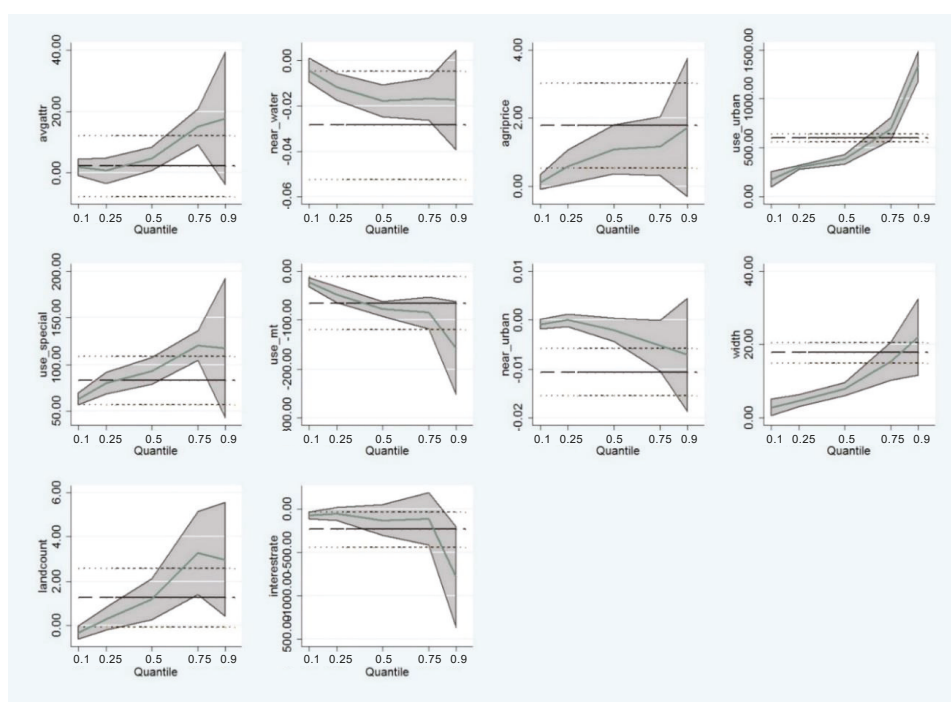 0.00 20.00 40.00
avgattr
0.1 0.25 0.5 0.75 0.9
Quantile
-0.06 -0.04 -0.02 0.00
near_water
0.1 0.25 0.5 0.75 0.9
Quantile
0.00 2.00 4.00
agriprice
0.1 0.25 0.5 0.75 0.9
Quantile
0.00 500.00 1000.00 1500.00
use_urban
0.1 0.25 0.5 0.75 0.9
Quantile
50.00 100.00 150.00 200.00
use_special
0.1 0.25 0.5 0.75 0.9
Quantile
-200.00 -100.00 0.00
use_mt
0.1 0.25 0.5 0.75 0.9
Quantile
-0.02 -0.01 0.00 0.01
near_urban
0.1 0.25 0.5 0.75 0.9
Quantile
0.00 20.00 40.00
width
0.1 0.25 0.5 0.75 0.9
Quantile
0.00 2.00 4.00 6.00
landcount
0.1 0.25 0.5 0.75 0.9
Quantile
-500.00 0.00
interestrate
0.1 0.25 0.5 0.75 0.9
Quantile